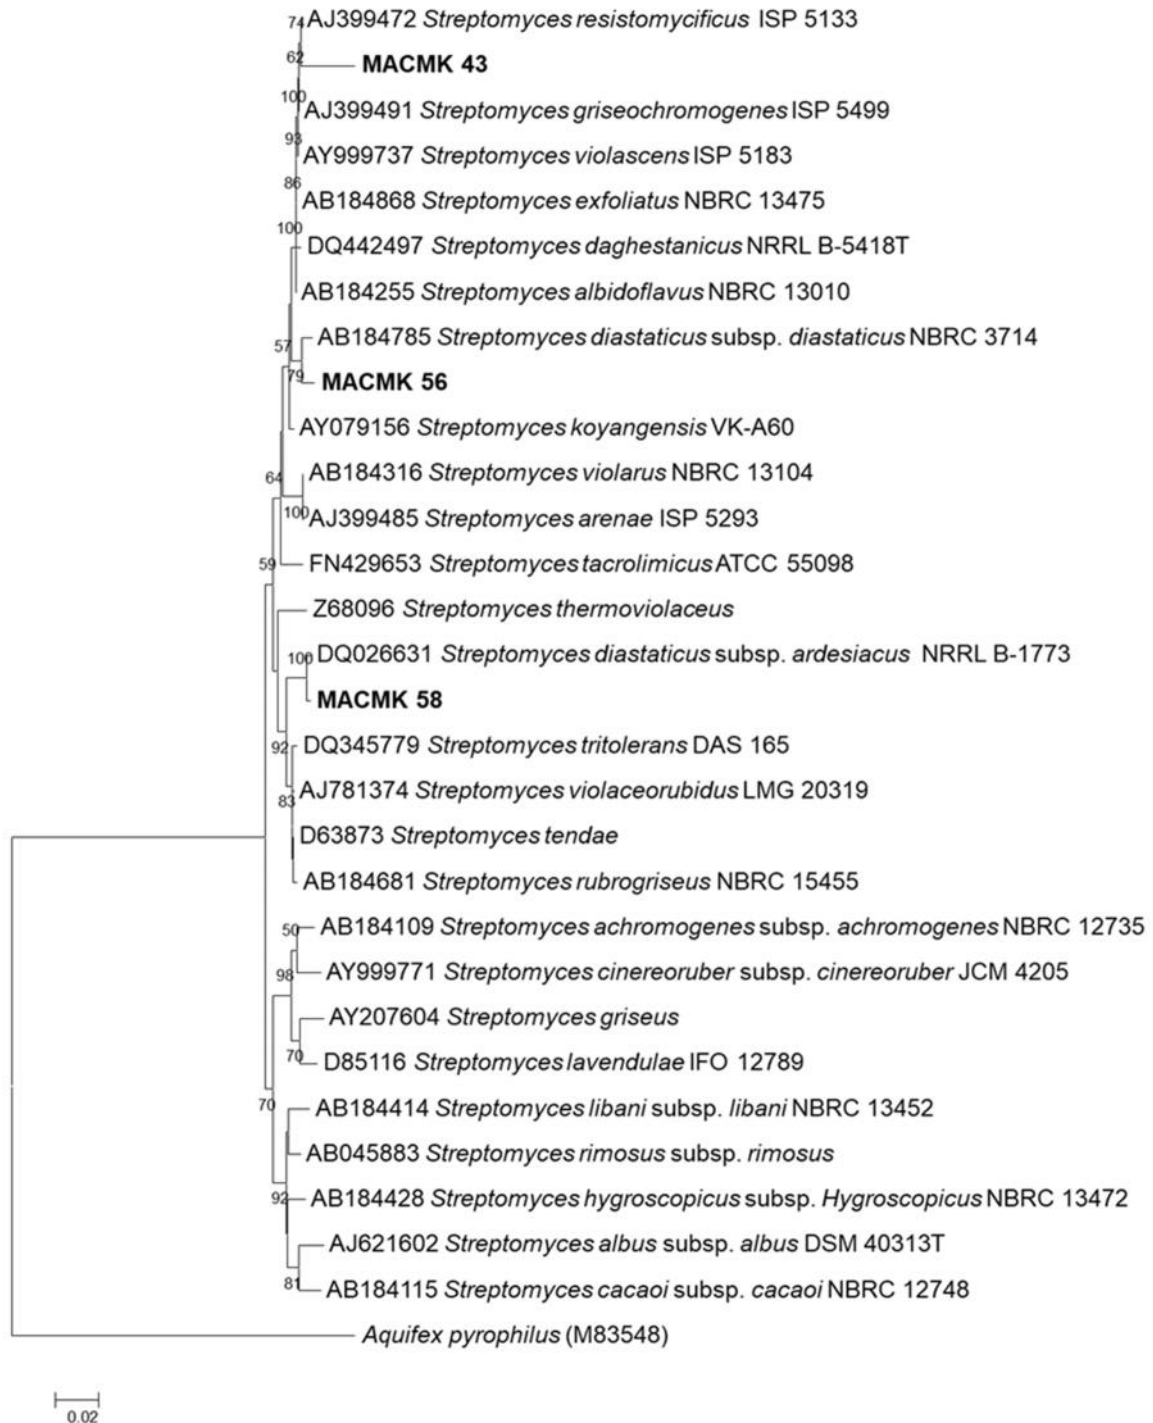 74 AJ399472 Streptomyces resistomycificus ISP 5133
62 MACMK 43
100 AJ399491 Streptomyces griseochromogenes ISP 5499
93 AY999737 Streptomyces violascens ISP 5183
86 AB184868 Streptomyces exfoliatus NBRC 13475
100 DQ442497 Streptomyces daghestanicus NRRL B-5418T
AB184255 Streptomyces albidoflavus NBRC 13010
AB184785 Streptomyces diastaticus subsp. diastaticus NBRC 3714
57
79 MACMK 56
AY079156 Streptomyces koyangensis VK-A60
AB184316 Streptomyces violarus NBRC 13104
64
100 AJ399485 Streptomyces arenae ISP 5293
59 FN429653 Streptomyces tacrolimicus ATCC 55098
Z68096 Streptomyces thermoviolaceus
100 DQ026631 Streptomyces diastaticus subsp. ardesiacus NRRL B-1773
MACMK 58
92 DQ345779 Streptomyces tritolerans DAS 165
83 AJ781374 Streptomyces violaceorubidus LMG 20319
D63873 Streptomyces tendae
AB184681 Streptomyces rubrogriseus NBRC 15455
50 AB184109 Streptomyces achromogenes subsp. achromogenes NBRC 12735
98 AY999771 Streptomyces cinereoruber subsp. cinereoruber JCM 4205
AY207604 Streptomyces griseus
70 D85116 Streptomyces lavendulae IFO 12789
70 AB184414 Streptomyces libani subsp. libani NBRC 13452
AB045883 Streptomyces rimosus subsp. rimosus
92 AB184428 Streptomyces hygroscopicus subsp. Hygroscopicus NBRC 13472
AJ621602 Streptomyces albus subsp. albus DSM 40313T
81 AB184115 Streptomyces cacaoi subsp. cacaoi NBRC 12748
Aquifex pyrophilus (M83548)
0.02